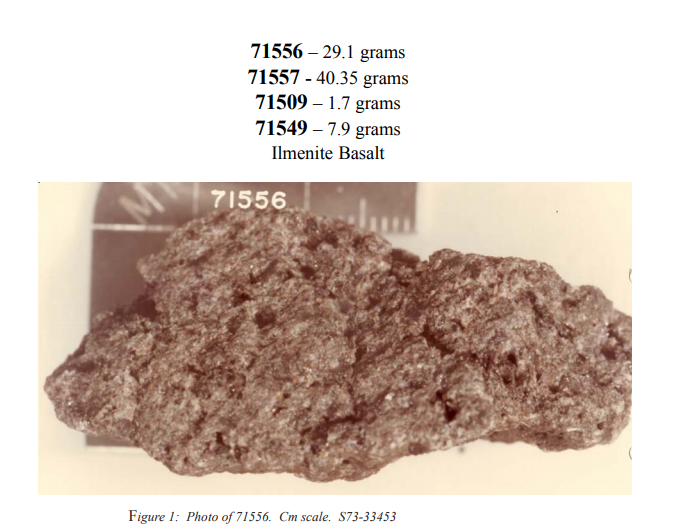 71556 – 29.1 grams
71557 - 40.35 grams
71509 – 1.7 grams
71549 – 7.9 grams
Ilmenite Basalt
71556
Figure 1: Photo of 71556. Cm scale. S73-33453